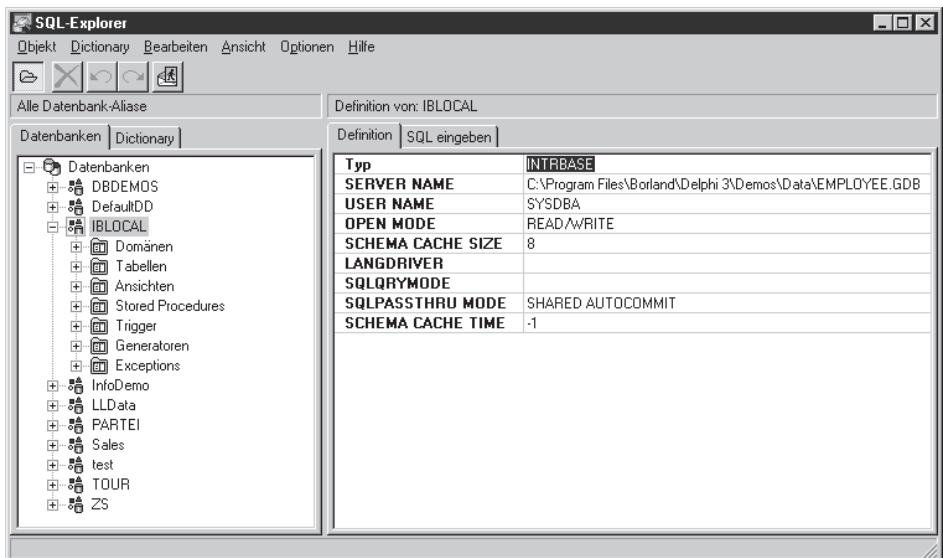 SQL-Explorer
Objekt Dictionary Bearbeiten Ansicht Optionen Hilfe
Alle Datenbank-Aliase
Definition von: IBLOCAL
Datenbanken Dictionary
Definition SQL eingeben
Datenbanken
DBDEMOS
DefaultDD
IBLOCAL
Domänen
Tabellen
Ansichten
Stored Procedures
Trigger
Generatoren
Exceptions
InfoDemo
LLData
PARTEI
Sales
test
TOUR
ZS
Typ INTRBASE
SERVER NAME C:\Program Files\Borland\Delphi 3\Demos\Data\EMPLOYEE.GDB
USER NAME SYSDBA
OPEN MODE READ/WRITE
SCHEMA CACHE SIZE 8
LANGDRIVER
SQLQRYMODE
SQLPASSTHRU MODE SHARED AUTOCOMMIT
SCHEMA CACHE TIME -1